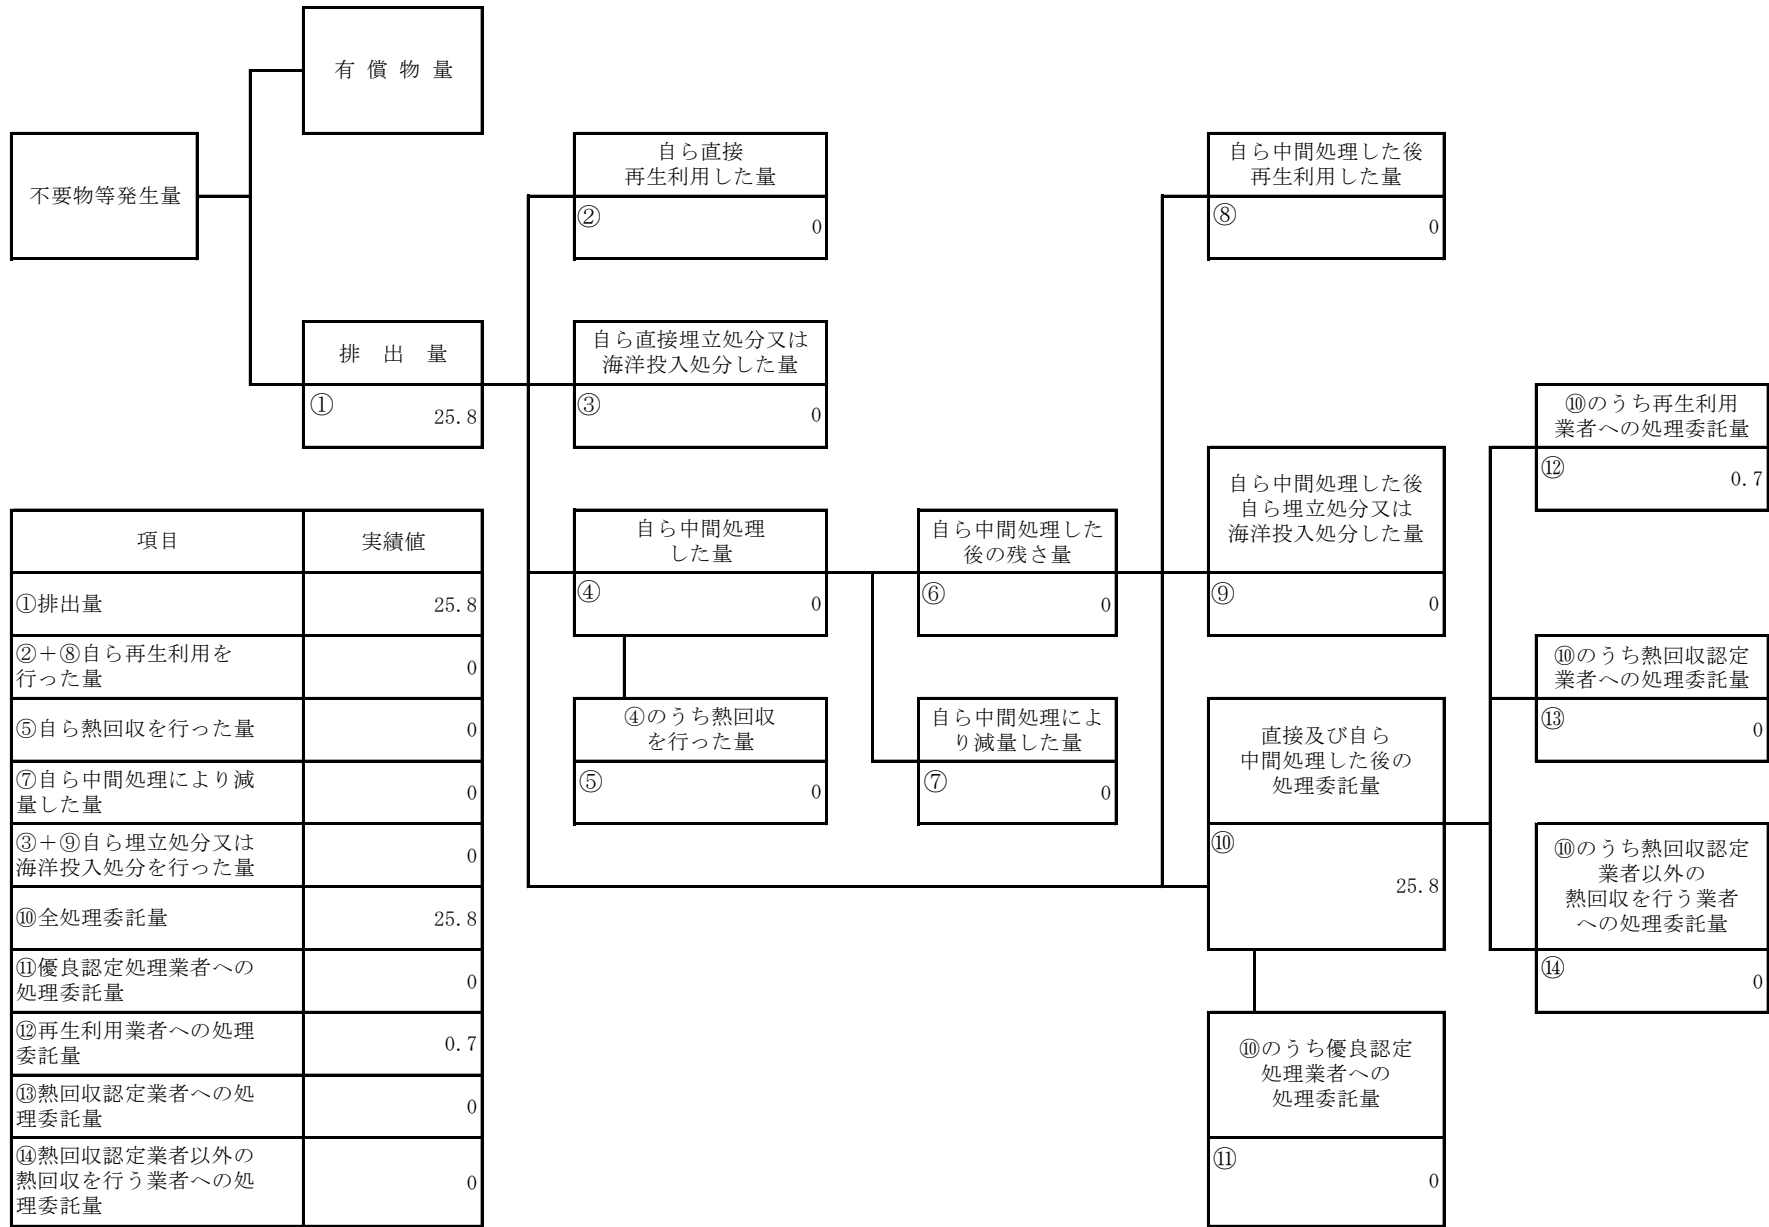 有 償 物 量
不要物等発生量
自ら直接
再生利用した量
②
0
自ら中間処理した後
再生利用した量
⑧
0
排 出 量
①
25.8
自ら直接埋立処分又は
海洋投入処分した量
③
0
⑩のうち再生利用
業者への処理委託量
⑫
0.7
自ら中間処理
した量
④
0
自ら中間処理した
後の残さ量
⑥
0
自ら中間処理した後
自ら埋立処分又は
海洋投入処分した量
⑨
0
⑩のうち熱回収認定
業者への処理委託量
⑬
0
④のうち熱回収
を行った量
⑤
0
自ら中間処理によ
り減量した量
⑦
0
直接及び自ら
中間処理した後の
処理委託量
⑩
25.8
⑩のうち熱回収認定
業者以外の
熱回収を行う業者
への処理委託量
⑭
0
⑩のうち優良認定
処理業者への
処理委託量
⑪
0
項目 実績値
①排出量 25.8
②＋⑧自ら再生利用を
行った量 0
⑤自ら熱回収を行った量 0
⑦自ら中間処理により減
量した量 0
③＋⑨自ら埋立処分又は
海洋投入処分を行った量 0
⑩全処理委託量 25.8
⑪優良認定処理業者への
処理委託量 0
⑫再生利用業者への処理
委託量 0.7
⑬熱回収認定業者への処
理委託量 0
⑭熱回収認定業者以外の
熱回収を行う業者への処
理委託量 0